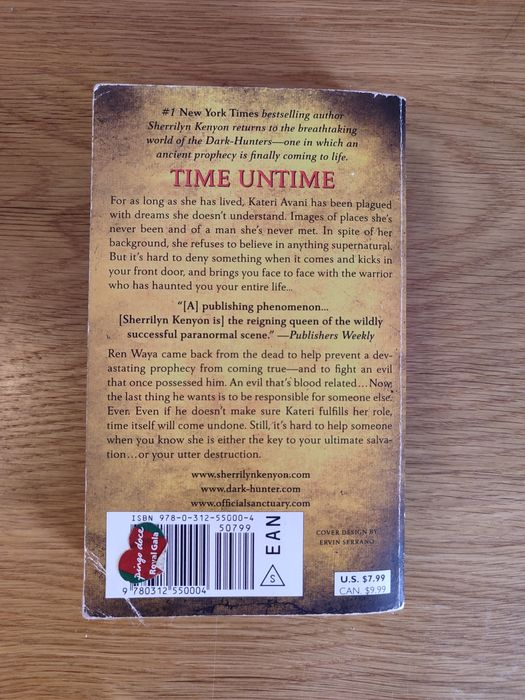 #1 New York Times bestselling author
Sherrilyn Kenyon returns to the breathtaking
world of the Dark-Hunters—one in which an
ancient prophecy is finally coming to life.
TIME UNTIME
For as long as she has lived, Kateri Avani has been plagued
with dreams she doesn't understand. Images of places she's
never been and of a man she's never met. In spite of her
background, she refuses to believe in anything supernatural.
But it's hard to deny something when it comes and kicks in
your front door, and brings you face to face with the warrior
who has haunted you your entire life...
"[A] publishing phenomenon...
[Sherrilyn Kenyon is] the reigning queen of the wildly
successful paranormal scene." —Publishers Weekly
Ren Waya came back from the dead to help prevent a dev-
astating prophecy from coming true—and to fight an evil
that once possessed him. An evil that's blood related...Now,
the last thing he wants is to be responsible for someone else.
Even. Even if he doesn't make sure Kateri fulfills her role,
time itself will come undone. Still, it's hard to help someone
when you know she is either the key to your ultimate salva-
tion...or your utter destruction.
www.sherrilynkenyon.com
www.dark-hunter.com
www.officialsanctuary.com
ISBN 978-0-312-55000-4
50799
EAN
S
pingo doce
Royal Gala
9 780312 550004
COVER DESIGN BY
ERVIN SERRANO
U.S. $7.99
CAN. $9.99